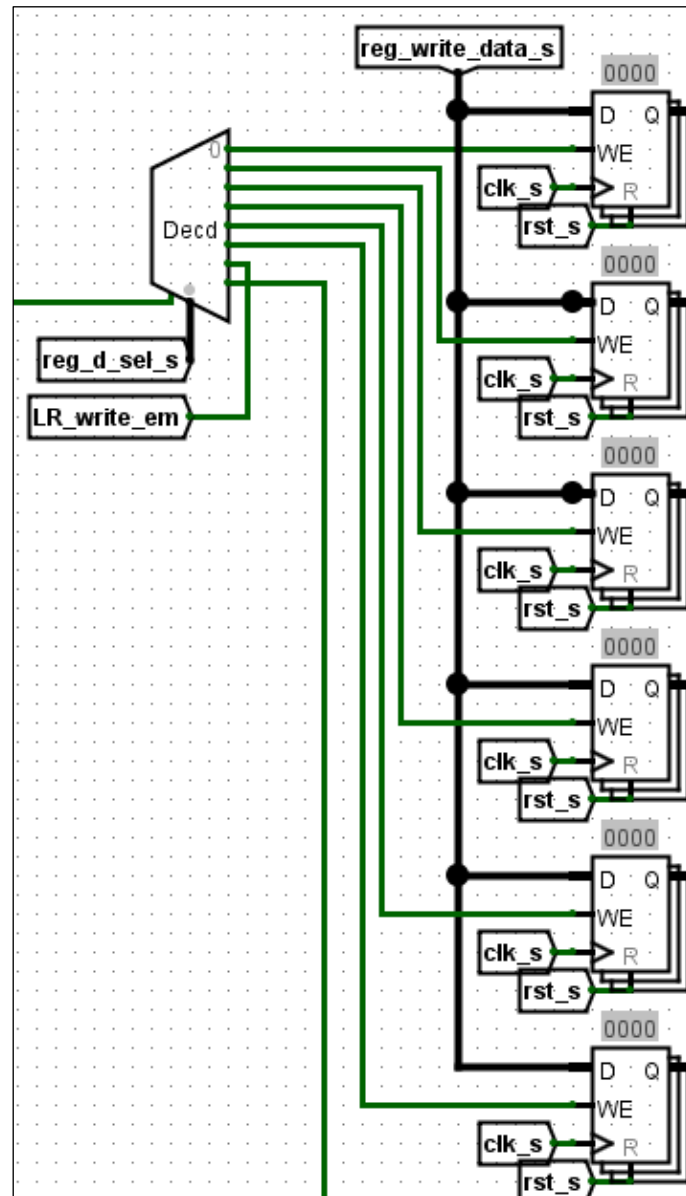 reg_write_data_s
0000
D Q
0
WE
clk_s
R
rst_s
Decd
0000
D Q
WE
reg_d_sel_s
clk_s
R
LR_write_em
rst_s
0000
D Q
WE
clk_s
R
rst_s
0000
D Q
WE
clk_s
R
rst_s
0000
D Q
WE
clk_s
R
rst_s
0000
D Q
WE
clk_s
R
rst_s